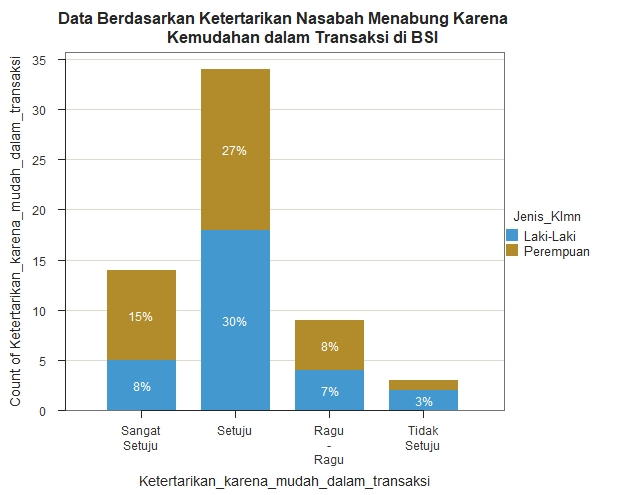 Data Berdasarkan Ketertarikan Nasabah Menabung Karena
Kemudahan dalam Transaksi di BSI
Count of Ketertarikan_karena_mudah_dalam_transaksi
35
30
25
20
15
10
5
0
27%
15%
30%
8%
8%
7%
3%
Sangat
Setuju
Setuju
Ragu
-
Ragu
Tidak
Setuju
Ketertarikan_karena_mudah_dalam_transaksi
Jenis_Klmn
Laki-Laki
Perempuan